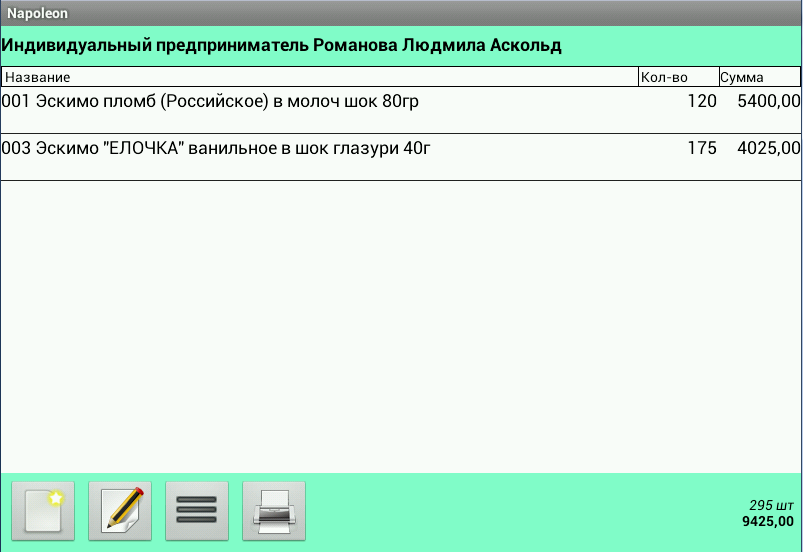 Napoleon
Индивидуальный предприниматель Романова Людмила Аскольд
Название Кол-во Сумма
001 Эскимо пломб (Российское) в молоч шок 80гр 120 5400,00
003 Эскимо "ЕЛОЧКА" ванильное в шок глазури 40г 175 4025,00
295 шт
9425,00